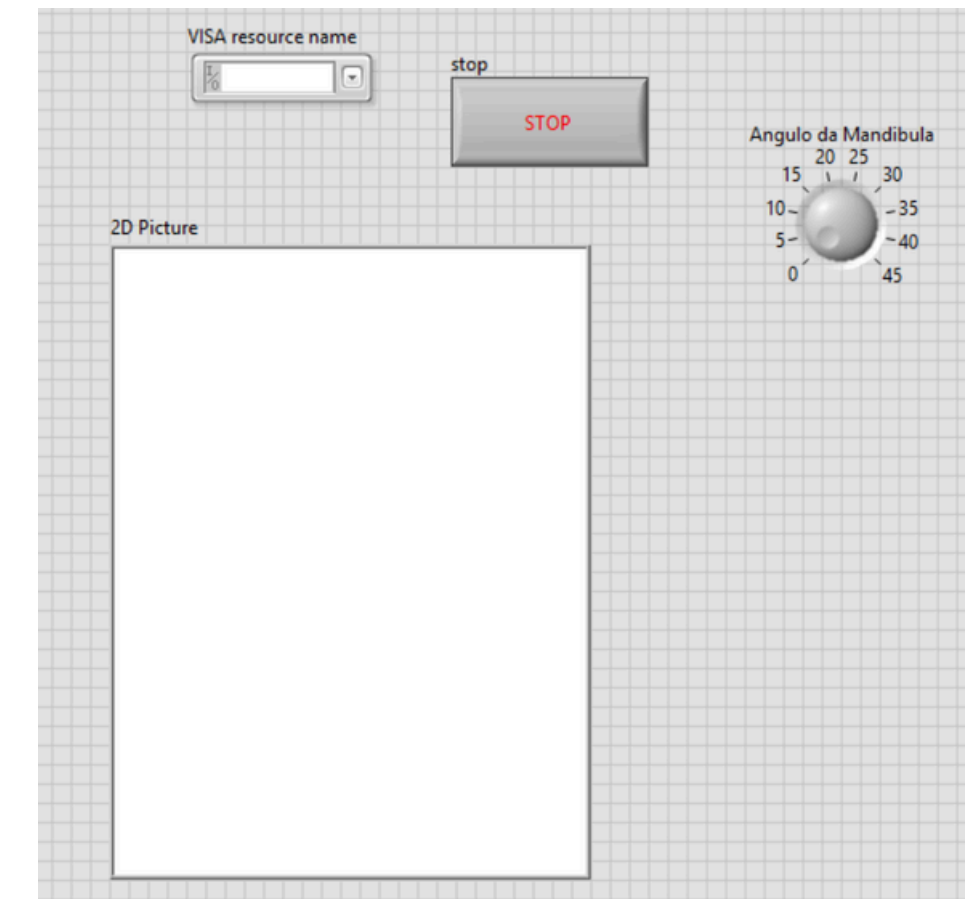 VISA resource name
I/O
stop
STOP
Angulo da Mandibula
20 25
15 30
10 35
5 40
0 45
2D Picture